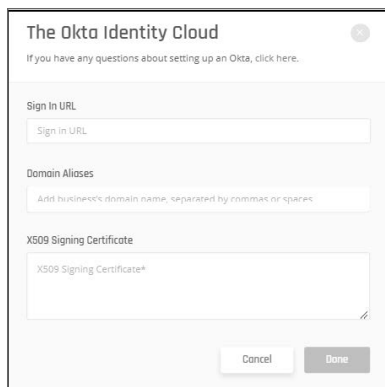 The Okta Identity Cloud
If you have any questions about setting up an Okta, click here.
Sign In URL
Sign in URL
Domain Aliases
Add business's domain name, separated by commas or spaces
X509 Signing Certificate
X509 Signing Certificate*
Cancel
Done